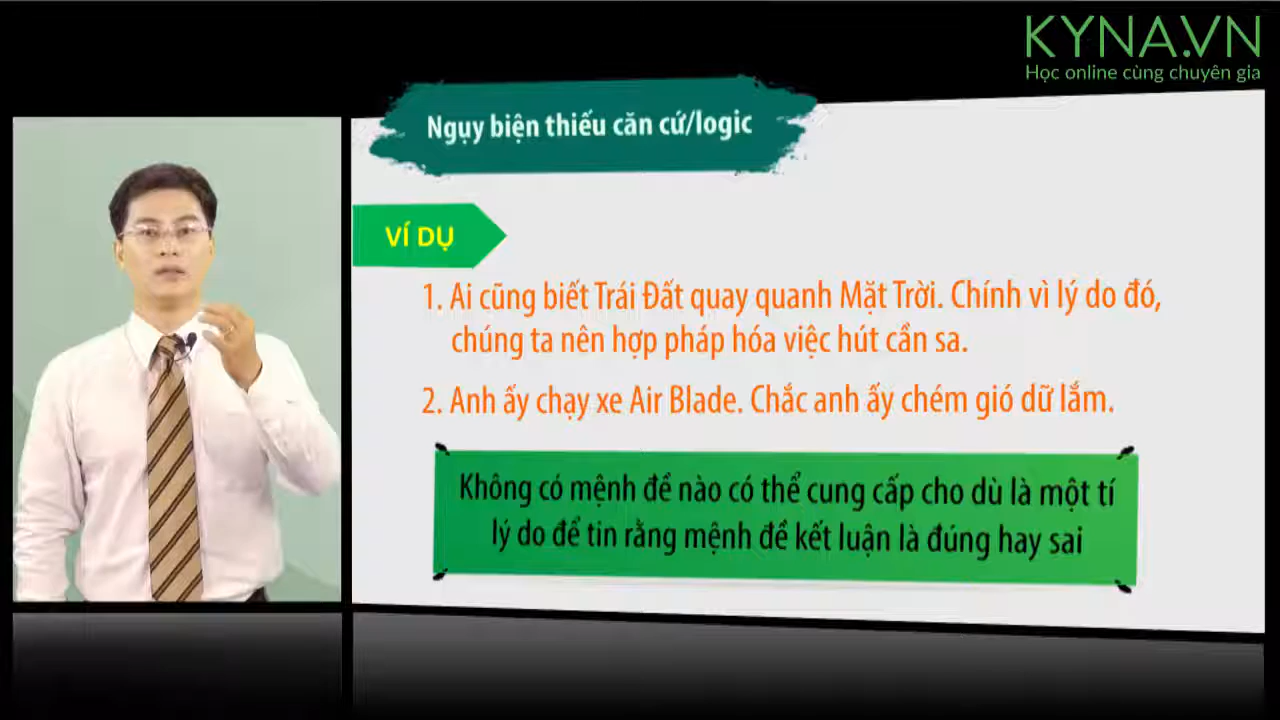 KYNA.VN
Học online cùng chuyên gia
Ngụy biện thiếu căn cứ/logic
VÍ DỤ
1. Ai cũng biết Trái Đất quay quanh Mặt Trời. Chính vì lý do đó,
chúng ta nên hợp pháp hóa việc hút cần sa.
2. Anh ấy chạy xe Air Blade. Chắc anh ấy chém gió dữ lắm.
Không có mệnh đề nào có thể cung cấp cho dù là một tí
lý do để tin rằng mệnh đề kết luận là đúng hay sai